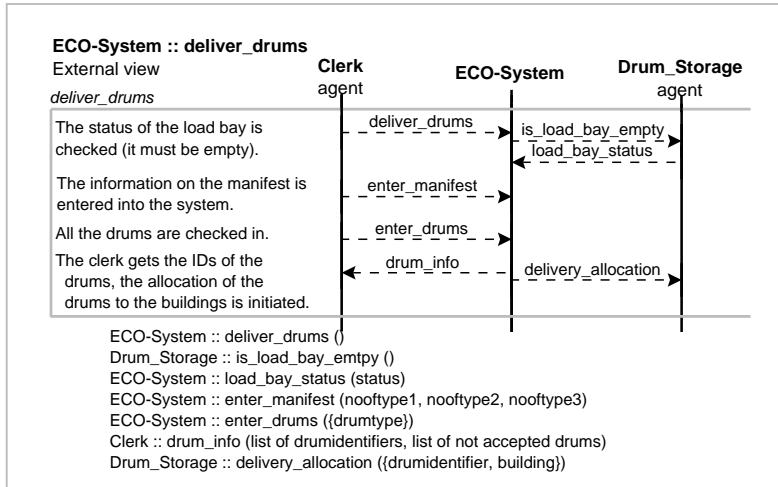 ECO-System :: deliver_drums
External view
Clerk
agent
ECO-System
Drum_Storage
agent
deliver_drums
The status of the load bay is
checked (it must be empty).
deliver_drums
is_load_bay_empty
load_bay_status
The information on the manifest is
entered into the system.
enter_manifest
All the drums are checked in.
enter_drums
The clerk gets the IDs of the
drums, the allocation of the
drums to the buildings is initiated.
drum_info
delivery_allocation
ECO-System :: deliver_drums ()
Drum_Storage :: is_load_bay_emtpy ()
ECO-System :: load_bay_status (status)
ECO-System :: enter_manifest (nooftype1, nooftype2, nooftype3)
ECO-System :: enter_drums ({drumtype})
Clerk :: drum_info (list of drumidentifiers, list of not accepted drums)
Drum_Storage :: delivery_allocation ({drumidentifier, building})